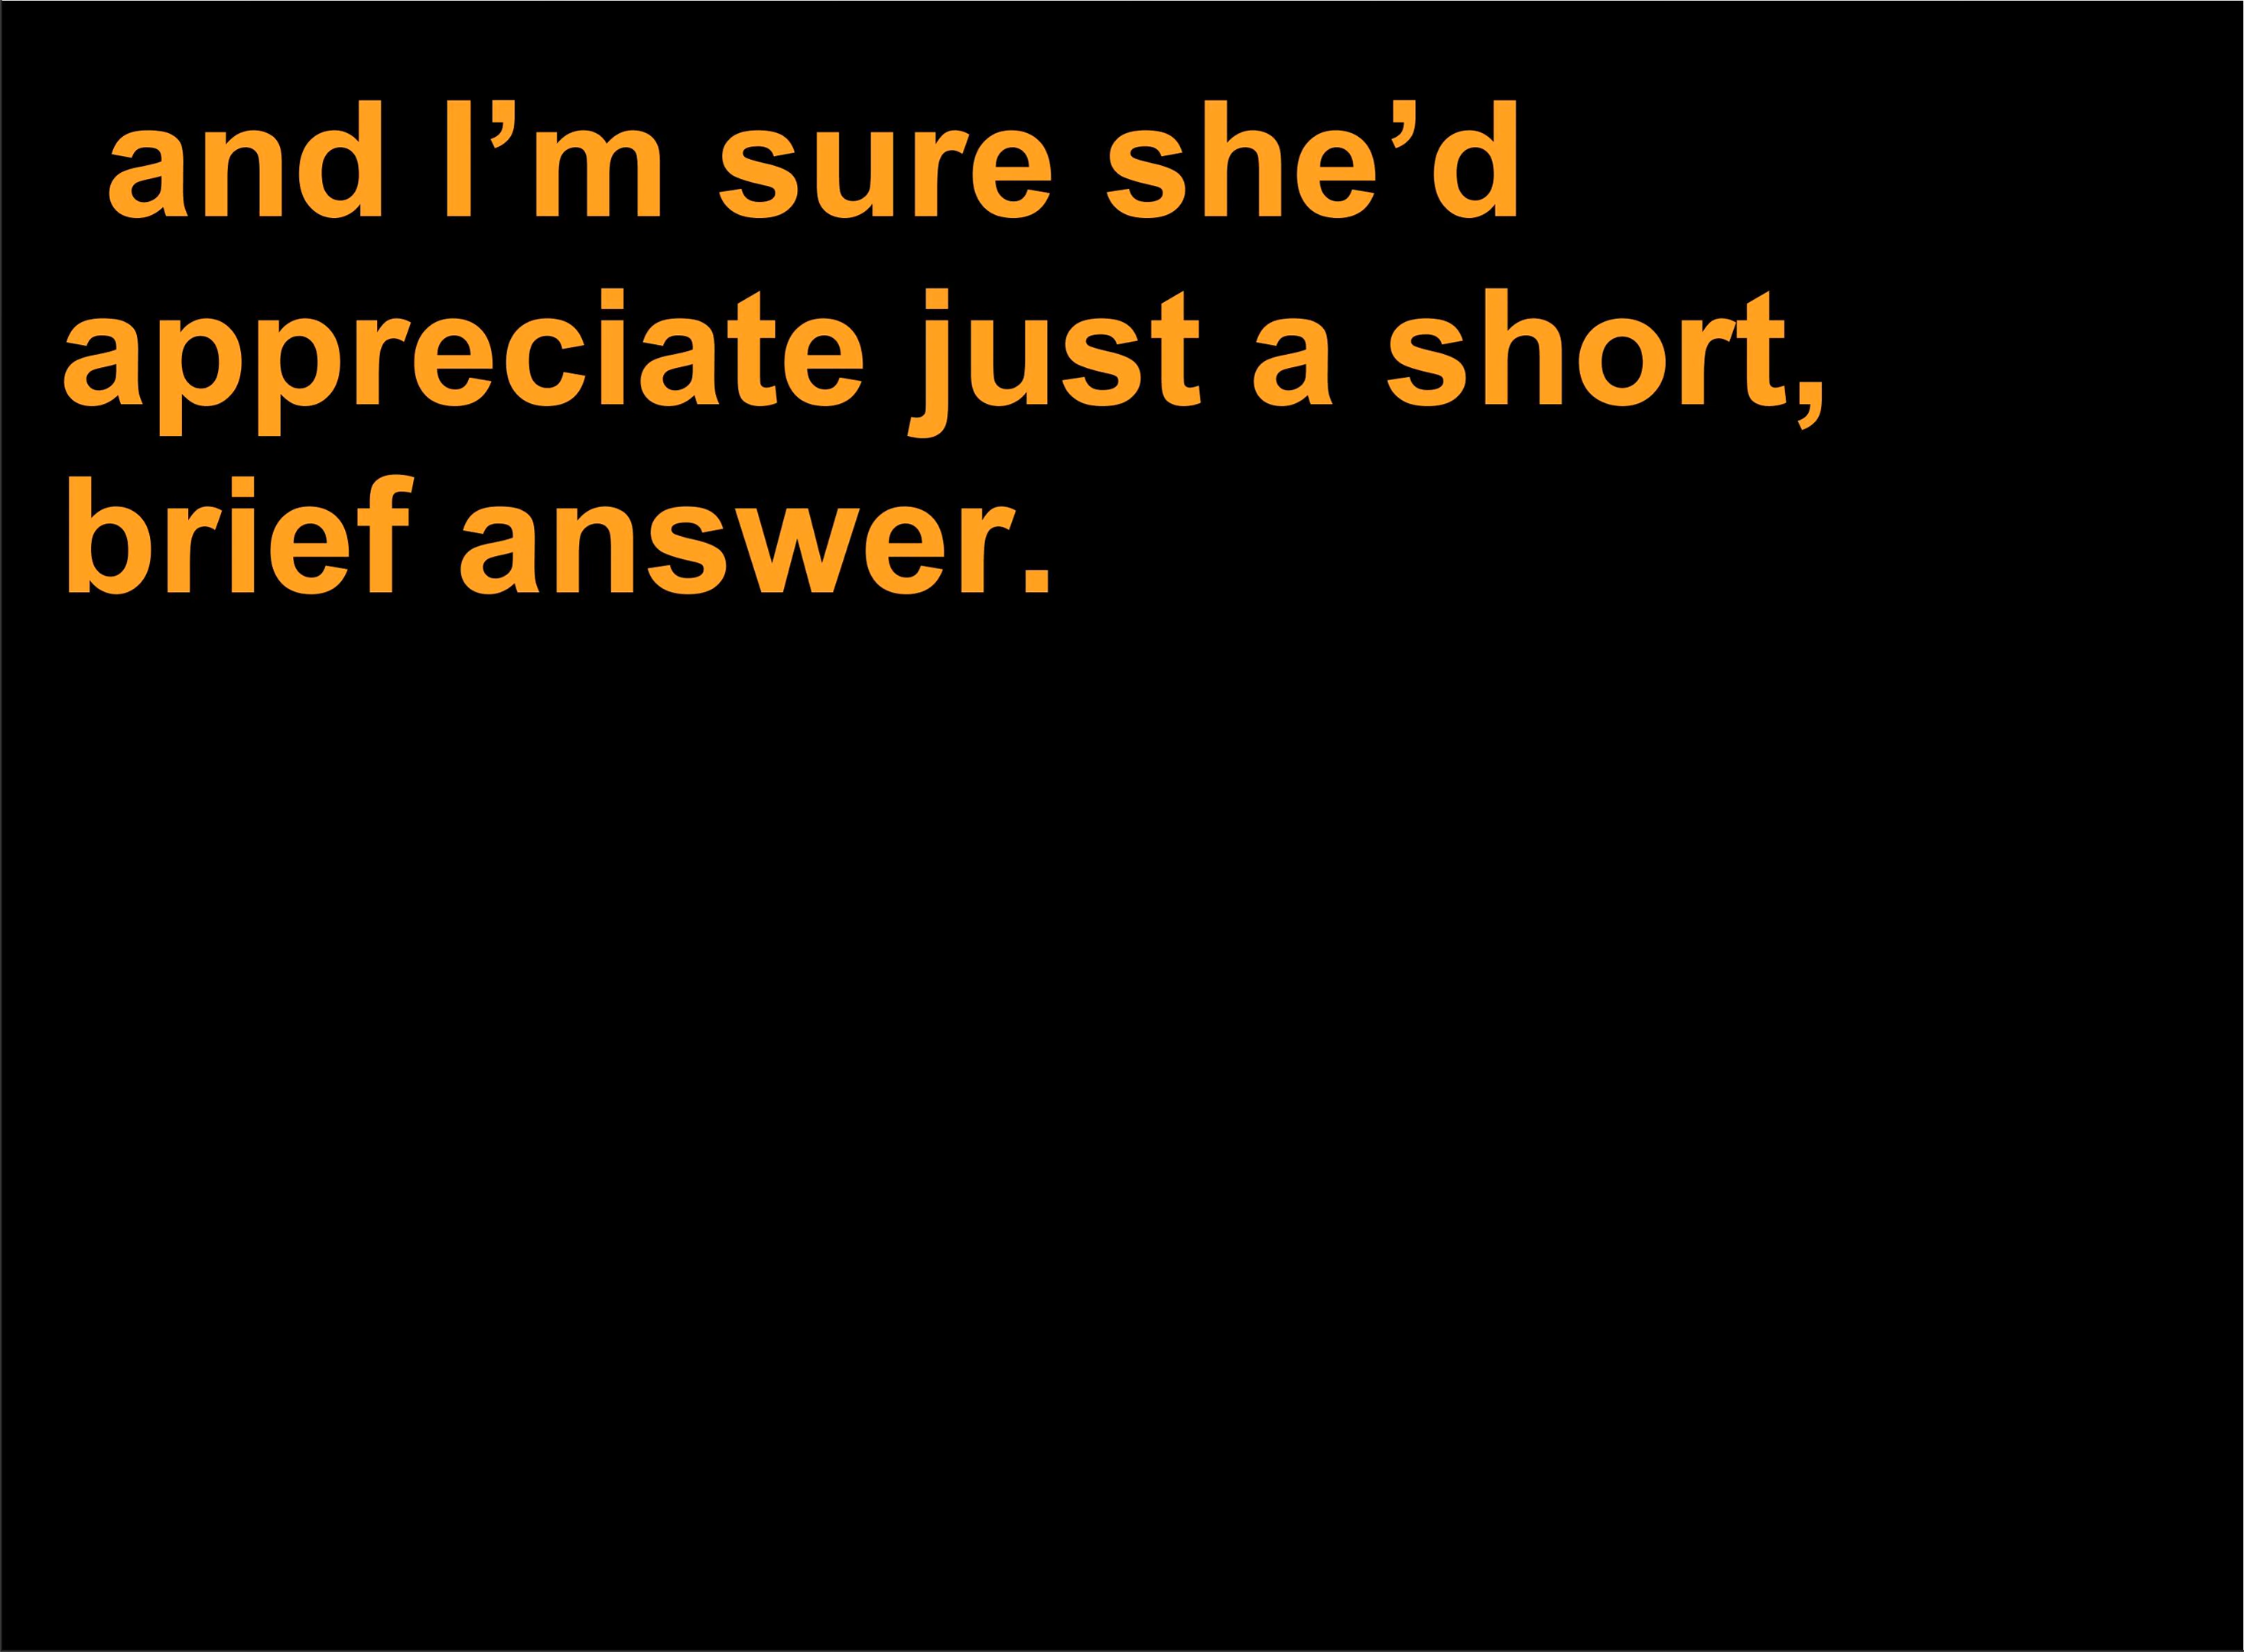 and I’m sure she’d
appreciate just a short,
brief answer.